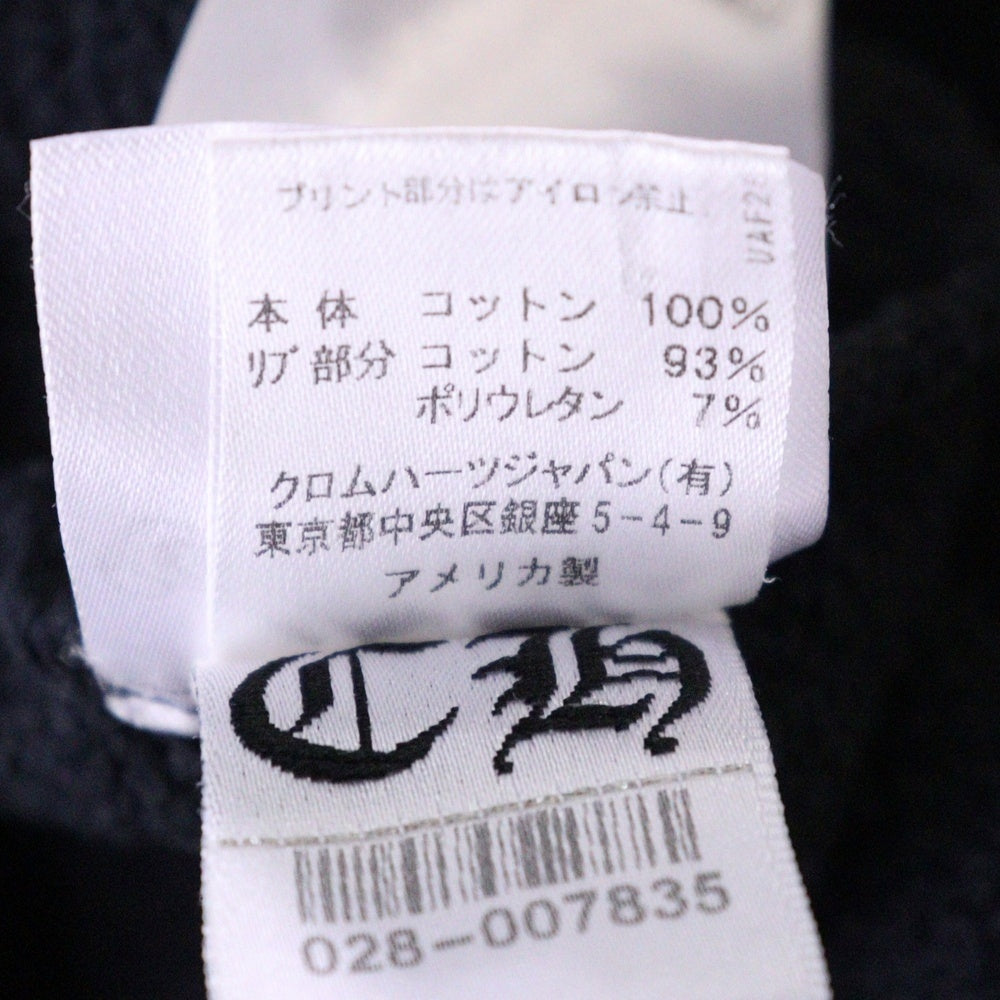 プリント部分はアイロン禁止
本体 コットン 100%
リブ部分 コットン 93%
ポリウレタン 7%
クロムハーツジャパン(有)
東京都中央区銀座5-4-9
アメリカ製
CH
028-007835